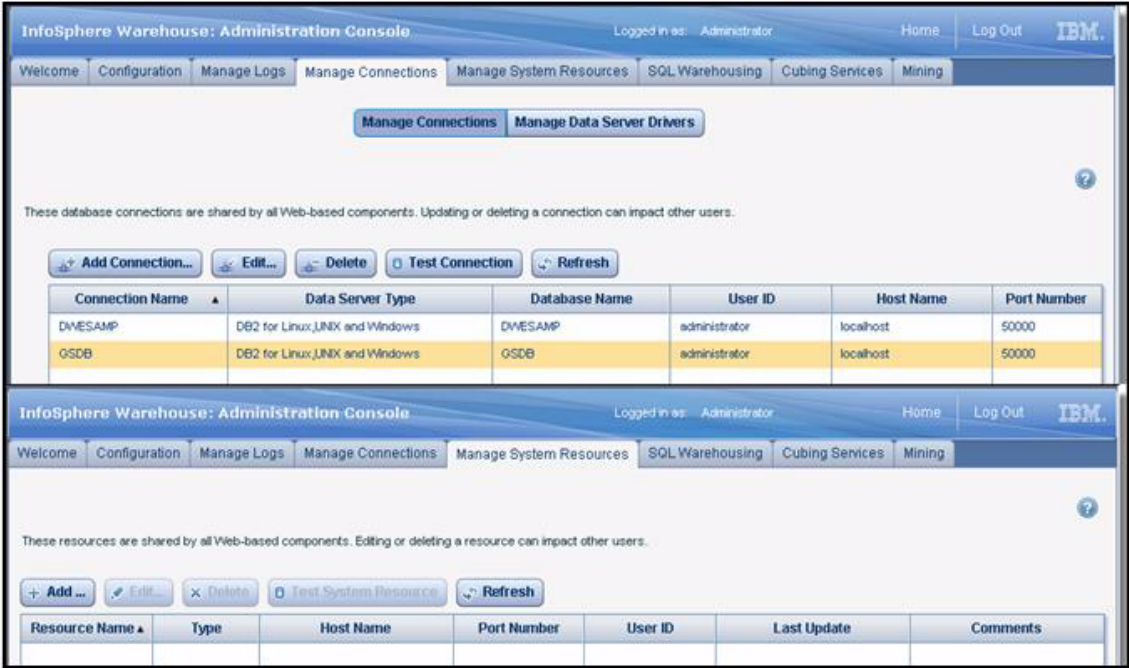 InfoSphere Warehouse: Administration Console Logged in as: Administrator Home Log Out IBM.
Welcome Configuration Manage Logs Manage Connections Manage System Resources SQL Warehousing Cubing Services Mining
Manage Connections Manage Data Server Drivers
?
These database connections are shared by all Web-based components. Updating or deleting a connection can impact other users.
Add Connection... Edit... Delete Test Connection Refresh
Connection Name Data Server Type Database Name User ID Host Name Port Number
DWESAMP DB2 for Linux,UNIX and Windows DWESAMP administrator localhost 50000
GSDB DB2 for Linux,UNIX and Windows GSDB administrator localhost 50000
InfoSphere Warehouse: Administration Console Logged in as: Administrator Home Log Out IBM.
Welcome Configuration Manage Logs Manage Connections Manage System Resources SQL Warehousing Cubing Services Mining
?
These resources are shared by all Web-based components. Editing or deleting a resource can impact other users.
Add ... Edit... Delete Test System Resource Refresh
Resource Name Type Host Name Port Number User ID Last Update Comments